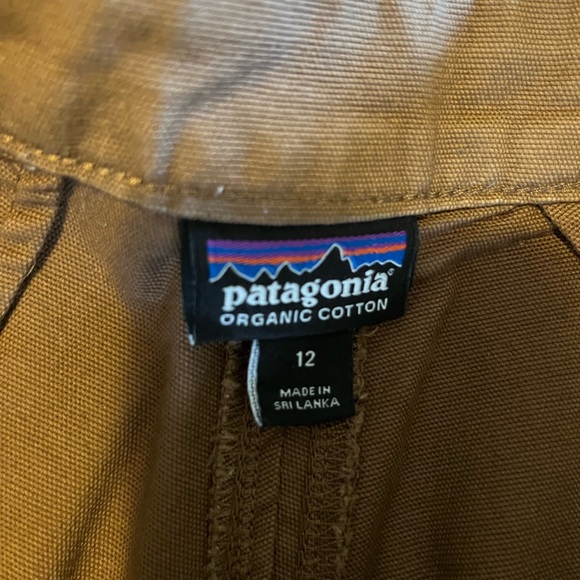 patagonia®
ORGANIC COTTON
12
MADE IN
SRI LANKA